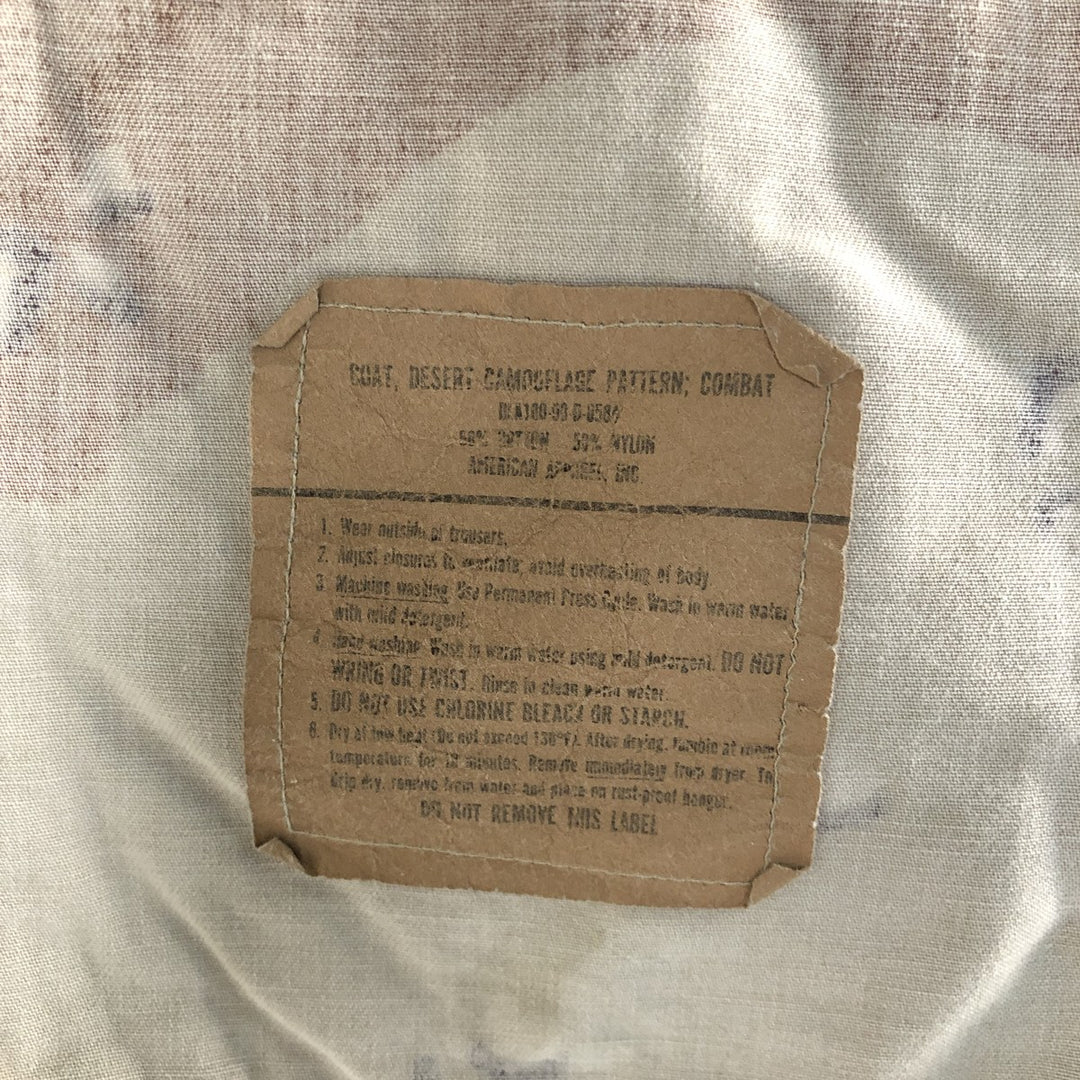 COAT, DESERT CAMOUFLAGE PATTERN; COMBAT
50% COTTON 50% NYLON
AMERICAN APPAREL, INC.
1. Wear outside of trousers.
2. Adjust closures to ventilate; avoid overheating of body.
3. Machine washing: Use Permanent Press Cycle. Wash in warm water
with mild detergent.
4. Hand washing: Wash in warm water using mild detergent. DO NOT
WRING OR TWIST. Rinse in clean warm water.
5. DO NOT USE CHLORINE BLEACH OR STARCH.
6. Dry at low heat (Do not exceed 130°F). After drying, tumble at room
temperature for 10 minutes. Remove immediately from dryer. To
drip dry, remove from water and place on rust-proof hanger.
DO NOT REMOVE THIS LABEL